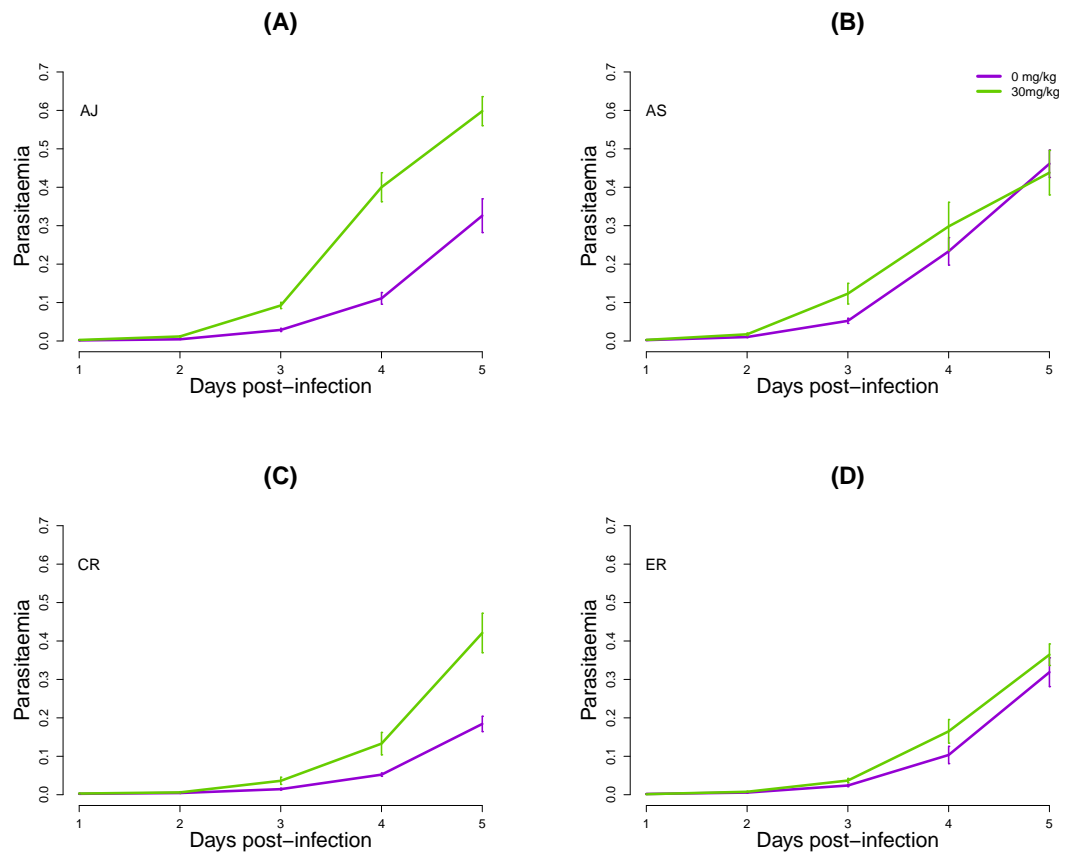 (A)
Parasitaemia
0.0 0.1 0.2 0.3 0.4 0.5 0.6 0.7
AJ
1 2 3 4 5
Days post−infection
(B)
Parasitaemia
0.0 0.1 0.2 0.3 0.4 0.5 0.6 0.7
AS
0 mg/kg
30mg/kg
1 2 3 4 5
Days post−infection
(C)
Parasitaemia
0.0 0.1 0.2 0.3 0.4 0.5 0.6 0.7
CR
1 2 3 4 5
Days post−infection
(D)
Parasitaemia
0.0 0.1 0.2 0.3 0.4 0.5 0.6 0.7
ER
1 2 3 4 5
Days post−infection